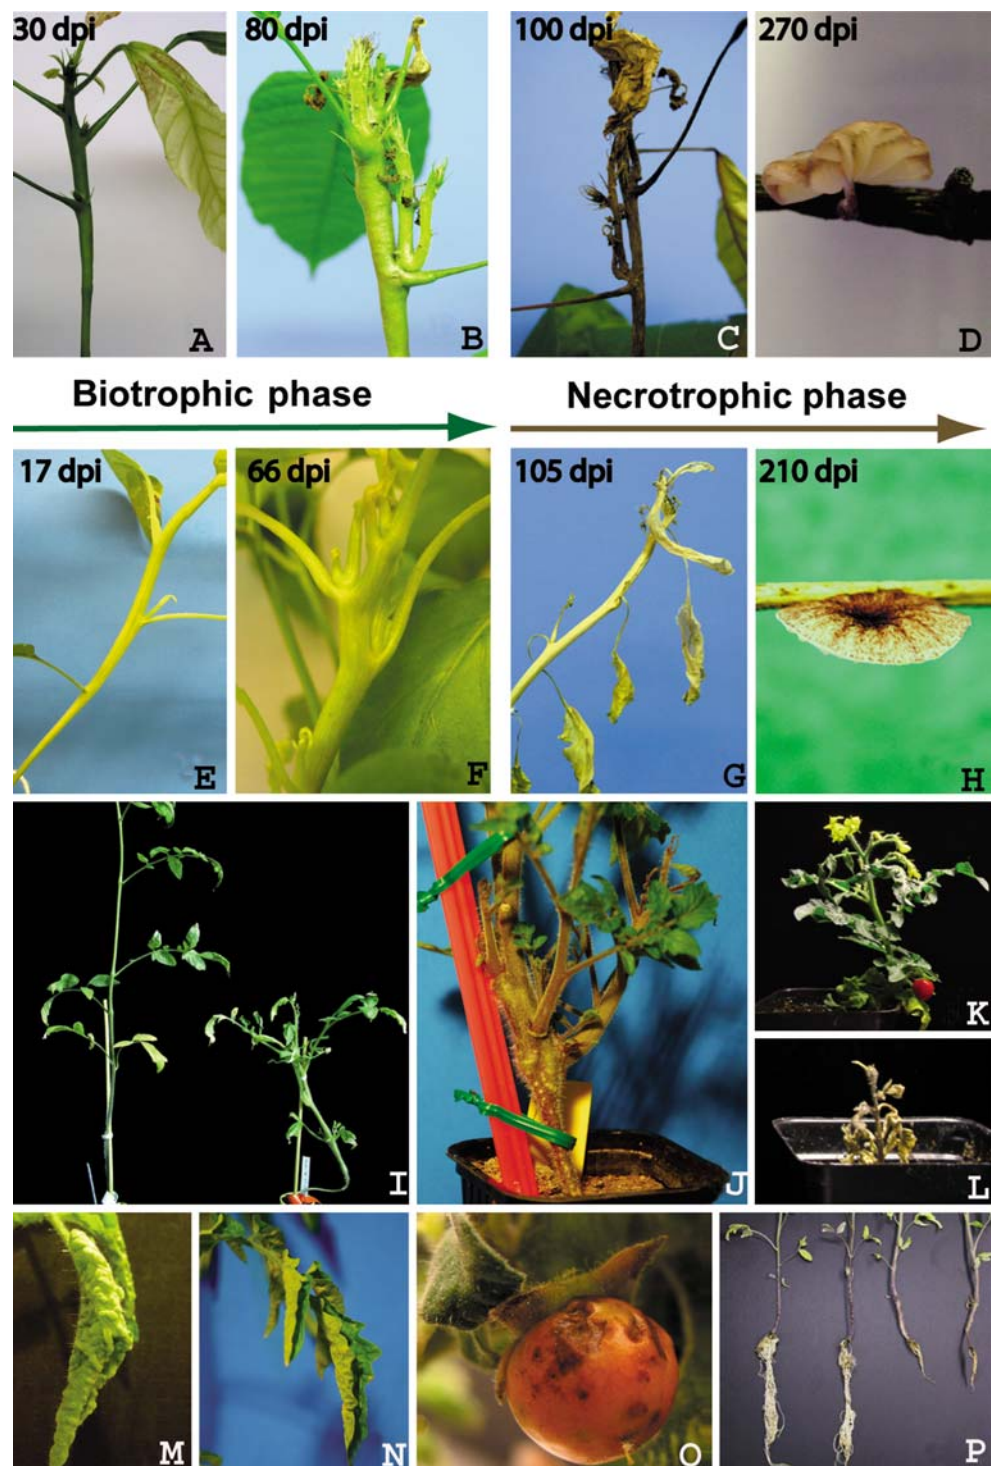 30 dpi
80 dpi
100 dpi
270 dpi
A
B
C
D
Biotrophic phase
Necrotrophic phase
17 dpi
66 dpi
105 dpi
210 dpi
E
F
G
H
I
J
K
L
M
N
O
P